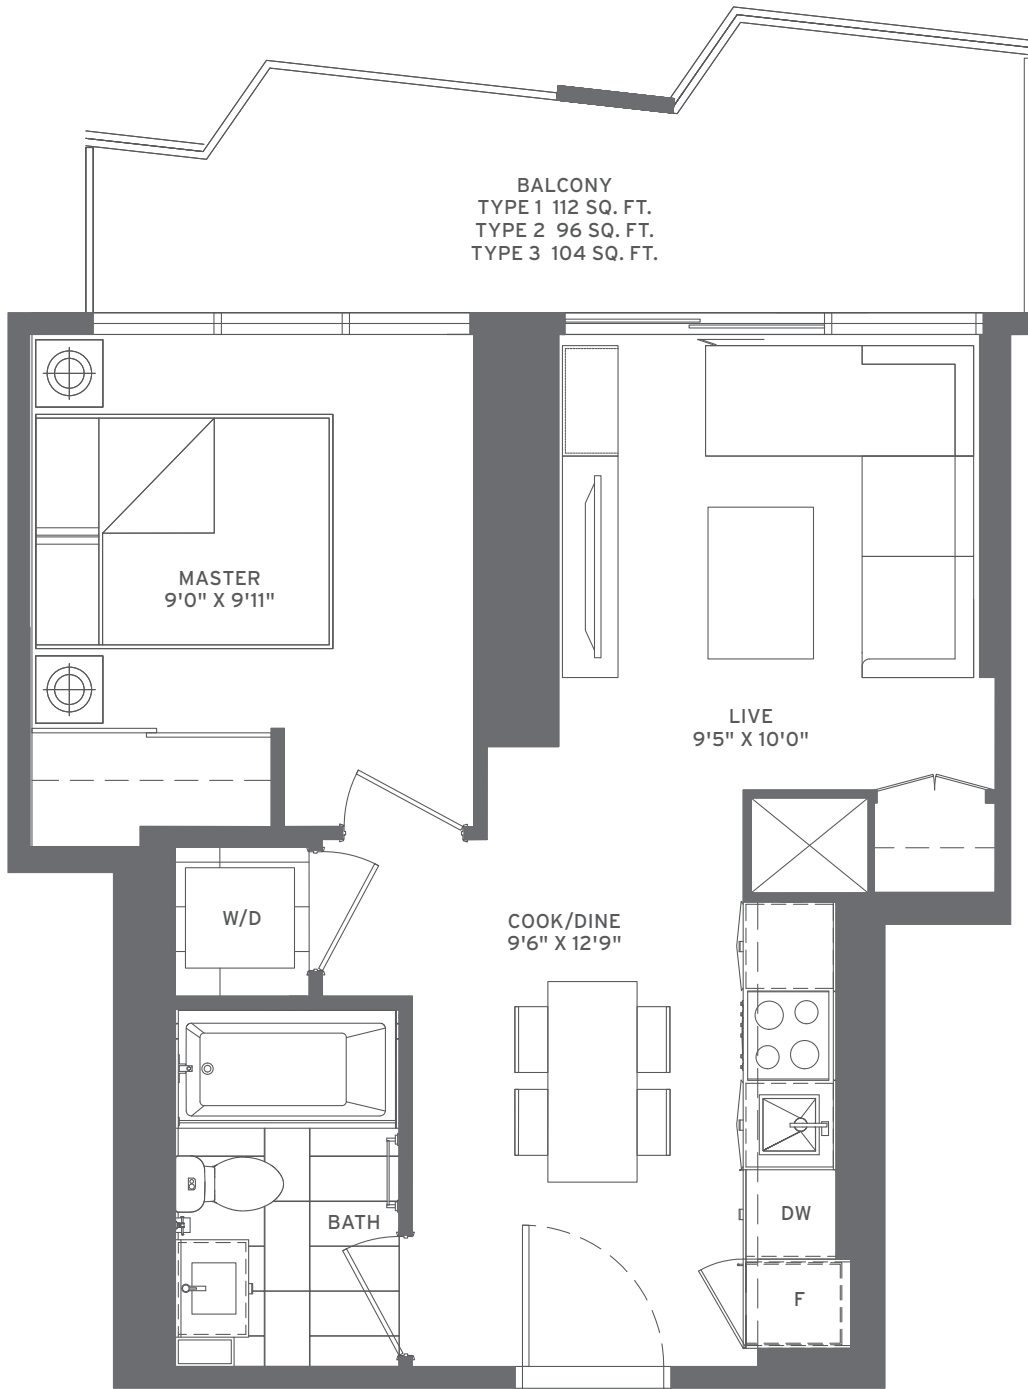 BALCONY
TYPE 1 112 SQ. FT.
TYPE 2 96 SQ. FT.
TYPE 3 104 SQ. FT.
MASTER
9'0" X 9'11"
LIVE
9'5" X 10'0"
W/D
COOK/DINE
9'6" X 12'9"
BATH
DW
F